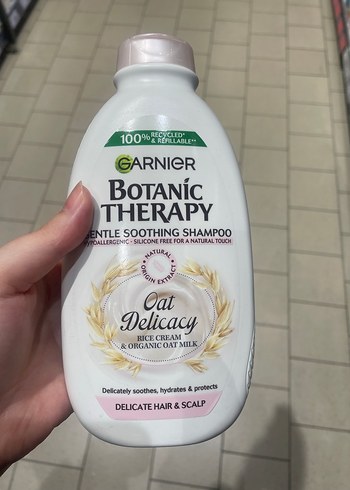 100% RECYCLED*
& REFILLABLE**
GARNIER
BOTANIC
THERAPY
GENTLE SOOTHING SHAMPOO
HYPOALLERGENIC • SILICONE FREE FOR A NATURAL TOUCH
• NATURAL •
ORIGIN EXTRACT
Oat
Delicacy
RICE CREAM
& ORGANIC OAT MILK
Delicately soothes, hydrates & protects
DELICATE HAIR & SCALP